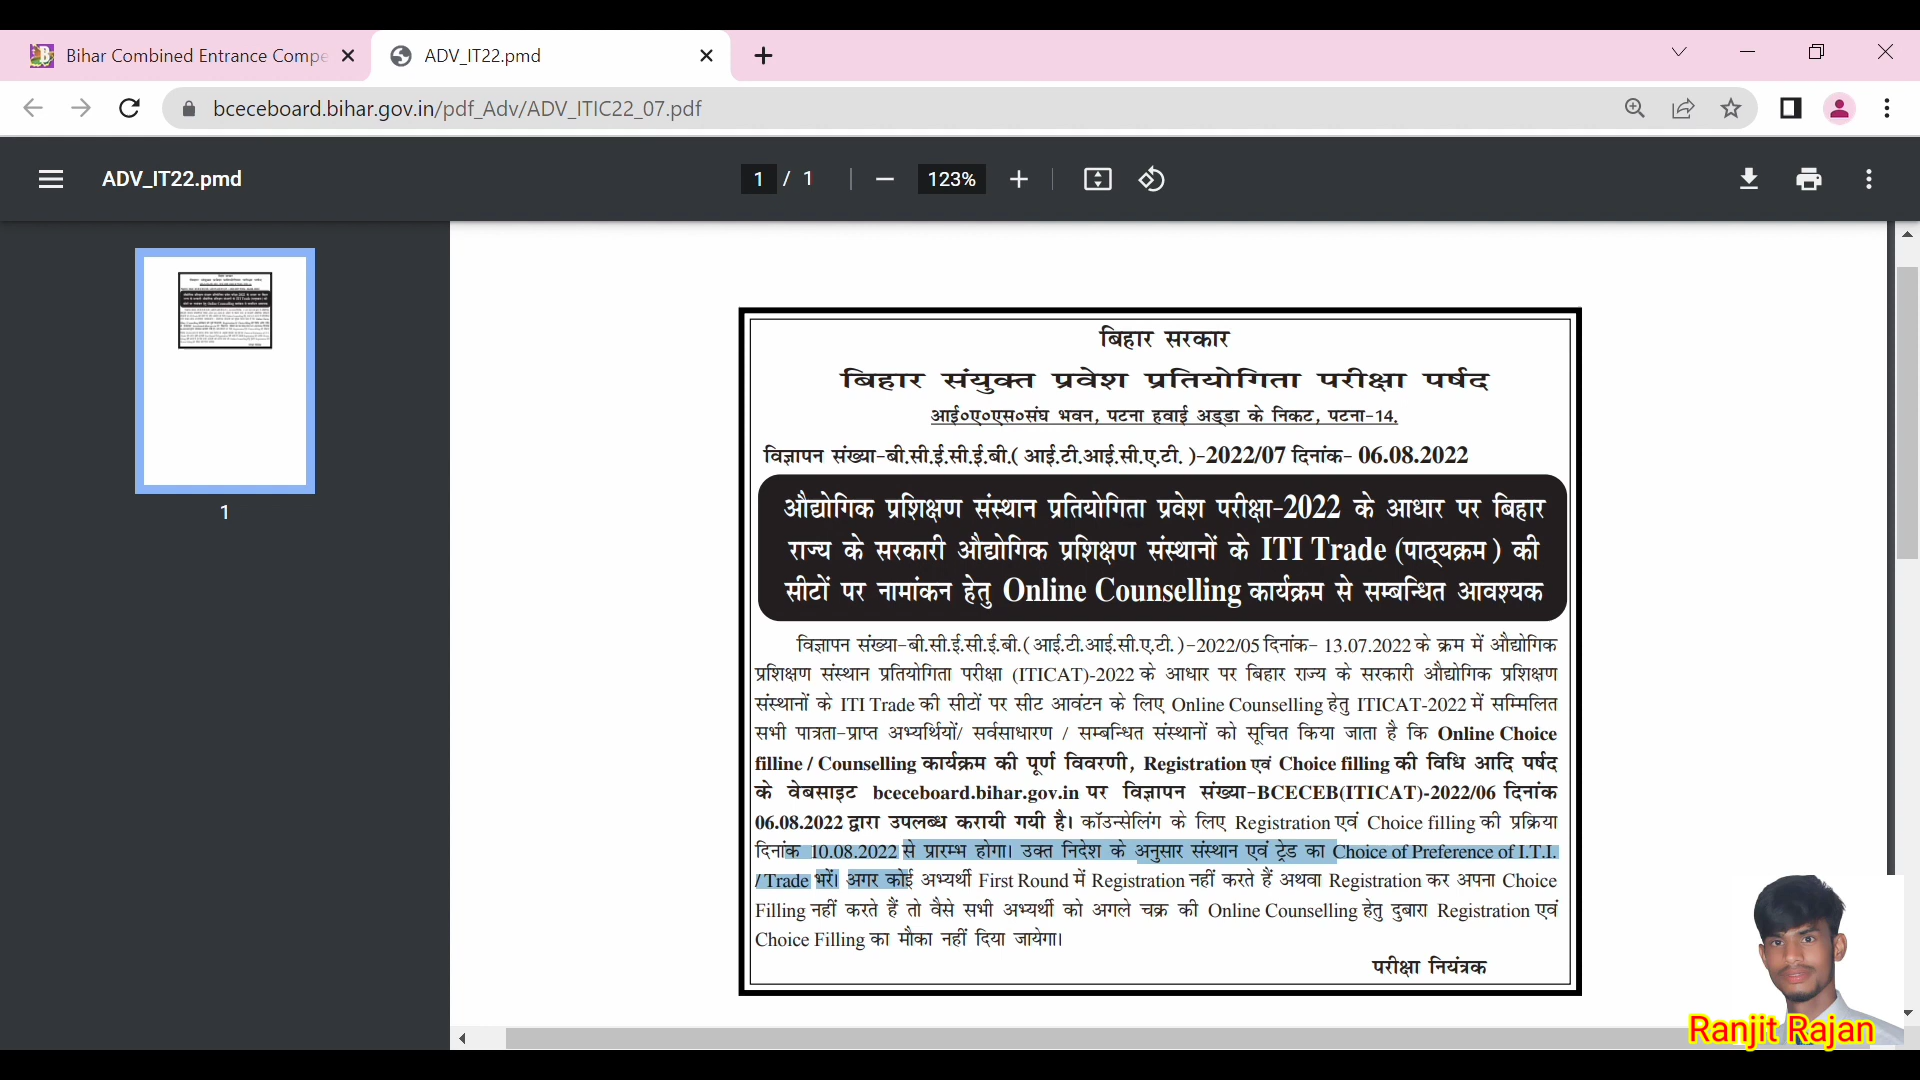 Bihar Combined Entrance Compe
ADV_IT22.pmd
bceceboard.bihar.gov.in/pdf_Adv/ADV_ITIC22_07.pdf
ADV_IT22.pmd
1 / 1
123%
1
बिहार सरकार
बिहार संयुक्त प्रवेश प्रतियोगिता परीक्षा पर्षद
आई०ए०एस०संघ भवन, पटना हवाई अड्डा के निकट, पटना-14.
विज्ञापन संख्या-बी.सी.ई.सी.ई.बी.( आई.टी.आई.सी.ए.टी. )-2022/07 दिनांक- 06.08.2022
औद्योगिक प्रशिक्षण संस्थान प्रतियोगिता प्रवेश परीक्षा-2022 के आधार पर बिहार
राज्य के सरकारी औद्योगिक प्रशिक्षण संस्थानों के ITI Trade (पाठ्यक्रम ) की
सीटों पर नामांकन हेतु Online Counselling कार्यक्रम से सम्बन्धित आवश्यक
विज्ञापन संख्या-बी.सी.ई.सी.ई.बी.( आई.टी.आई.सी.ए.टी. )-2022/05 दिनांक- 13.07.2022 के क्रम में औद्योगिक
प्रशिक्षण संस्थान प्रतियोगिता परीक्षा (ITICAT)-2022 के आधार पर बिहार राज्य के सरकारी औद्योगिक प्रशिक्षण
संस्थानों के ITI Trade की सीटों पर सीट आवंटन के लिए Online Counselling हेतु ITICAT-2022 में सम्मिलित
सभी पात्रता-प्राप्त अभ्यर्थियों/ सर्वसाधारण / सम्बन्धित संस्थानों को सूचित किया जाता है कि Online Choice
filline / Counselling कार्यक्रम की पूर्ण विवरणी, Registration एवं Choice filling की विधि आदि पर्षद
के वेबसाइट bceceboard.bihar.gov.in पर विज्ञापन संख्या-BCECEB(ITICAT)-2022/06 दिनांक
06.08.2022 द्वारा उपलब्ध करायी गयी है। कॉउन्सेलिंग के लिए Registration एवं Choice filling की प्रक्रिया
दिनांक 10.08.2022 से प्रारम्भ होगा। उक्त निदेश के अनुसार संस्थान एवं ट्रेड का Choice of Preference of I.T.I.
/ Trade भरें। अगर कोई अभ्यर्थी First Round में Registration नहीं करते हैं अथवा Registration कर अपना Choice
Filling नहीं करते हैं तो वैसे सभी अभ्यर्थी को अगले चक्र की Online Counselling हेतु दुबारा Registration एवं
Choice Filling का मौका नहीं दिया जायेगा।
परीक्षा नियंत्रक
Ranjit Rajan